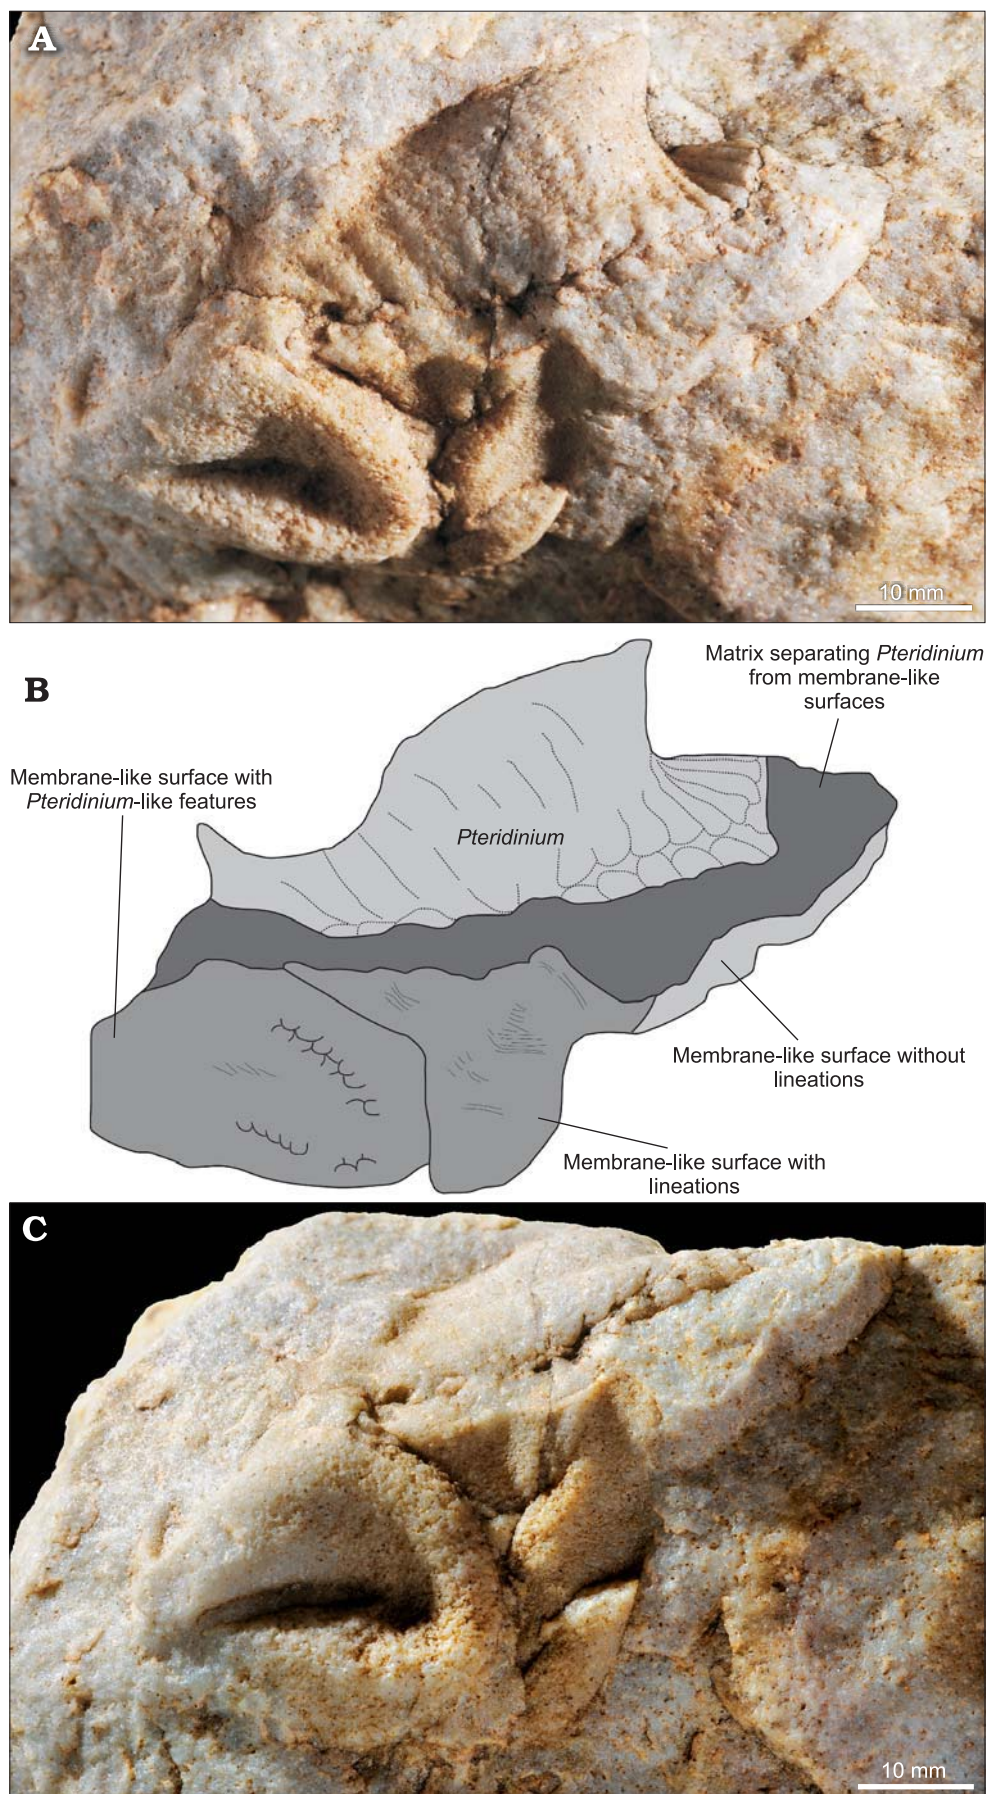 A
10 mm
B
Matrix separating Pteridinium
from membrane-like
surfaces
Membrane-like surface with
Pteridinium-like features
Pteridinium
Membrane-like surface without
lineations
Membrane-like surface with
lineations
C
10 mm